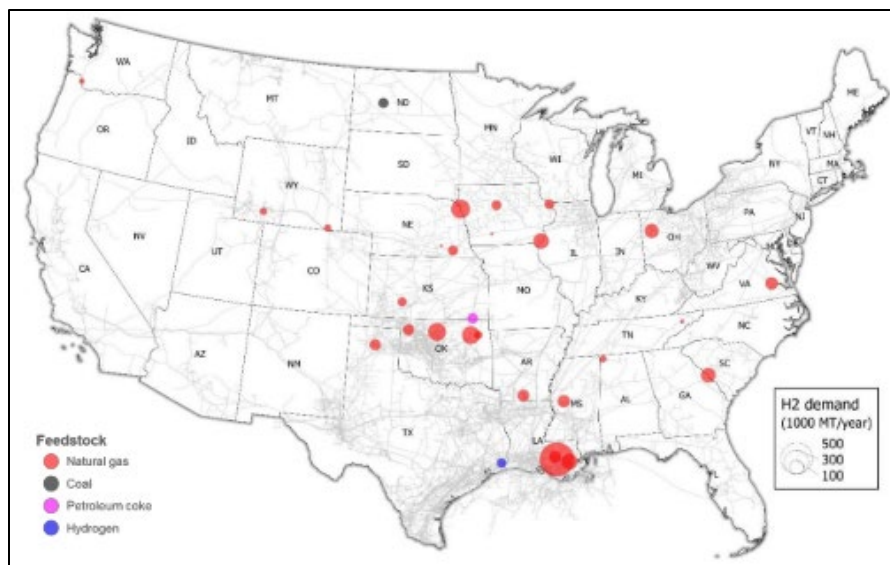 WA
MT
ND
MN
ME
OR
ID
SD
WI
VT
NH
NY
MA
CT
MI
WY
NE
PA
NJ
NV
UT
CO
IL
IN
OH
WV
VA
CA
KS
MO
KY
NC
TN
OK
AZ
NM
AR
SC
MS
AL
GA
TX
LA
FL
H2 demand
(1000 MT/year)
500
300
100
Feedstock
Natural gas
Coal
Petroleum coke
Hydrogen